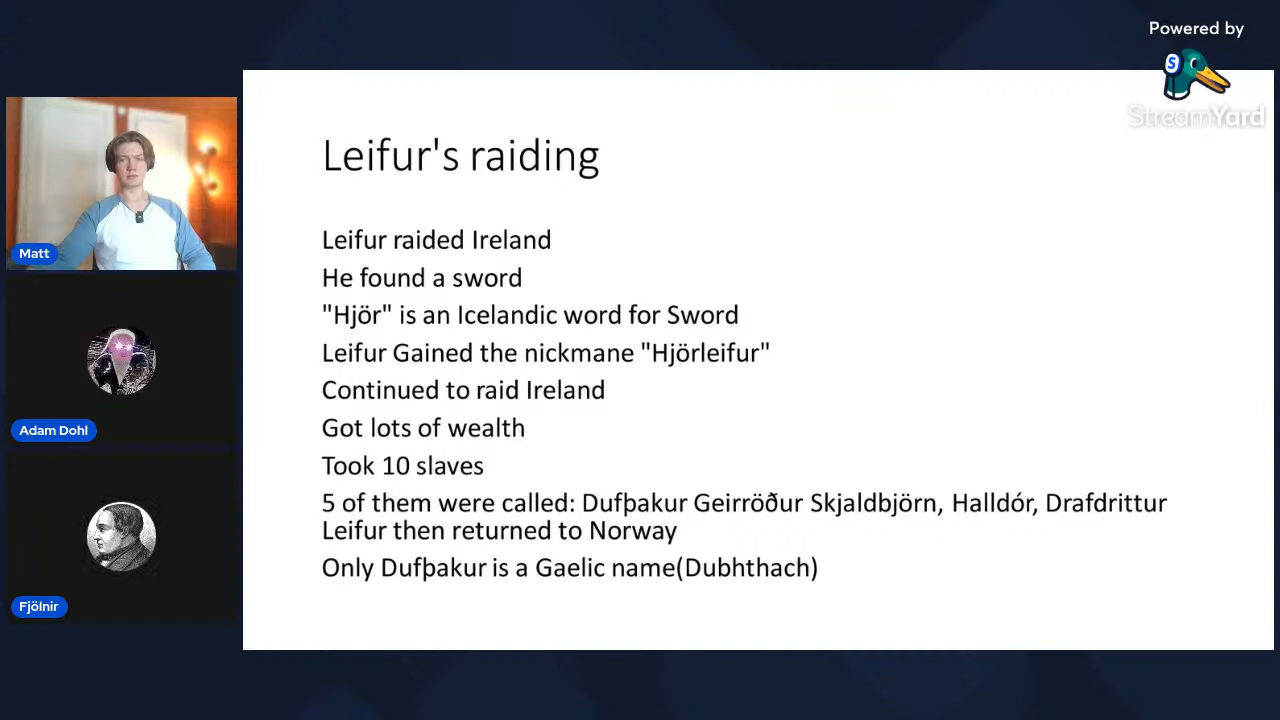 Powered by
S
StreamYard
Leifur's raiding
Leifur raided Ireland
He found a sword
"Hjör" is an Icelandic word for Sword
Leifur Gained the nickmane "Hjörleifur"
Continued to raid Ireland
Got lots of wealth
Took 10 slaves
5 of them were called: Dufþakur Geirröður Skjaldbjörn, Halldór, Drafdrittur
Leifur then returned to Norway
Only Dufþakur is a Gaelic name(Dubhthach)
Matt
Adam Dohl
Fjölnir